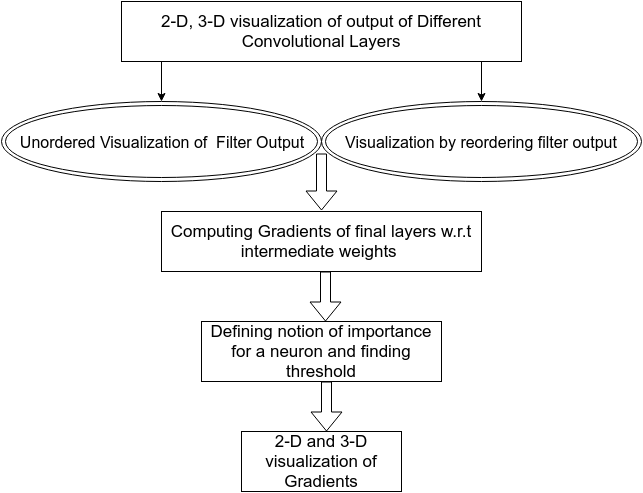 2-D, 3-D visualization of output of Different
Convolutional Layers
Unordered Visualization of Filter Output
Visualization by reordering filter output
Computing Gradients of final layers w.r.t
intermediate weights
Defining notion of importance
for a neuron and finding
threshold
2-D and 3-D
visualization of
Gradients